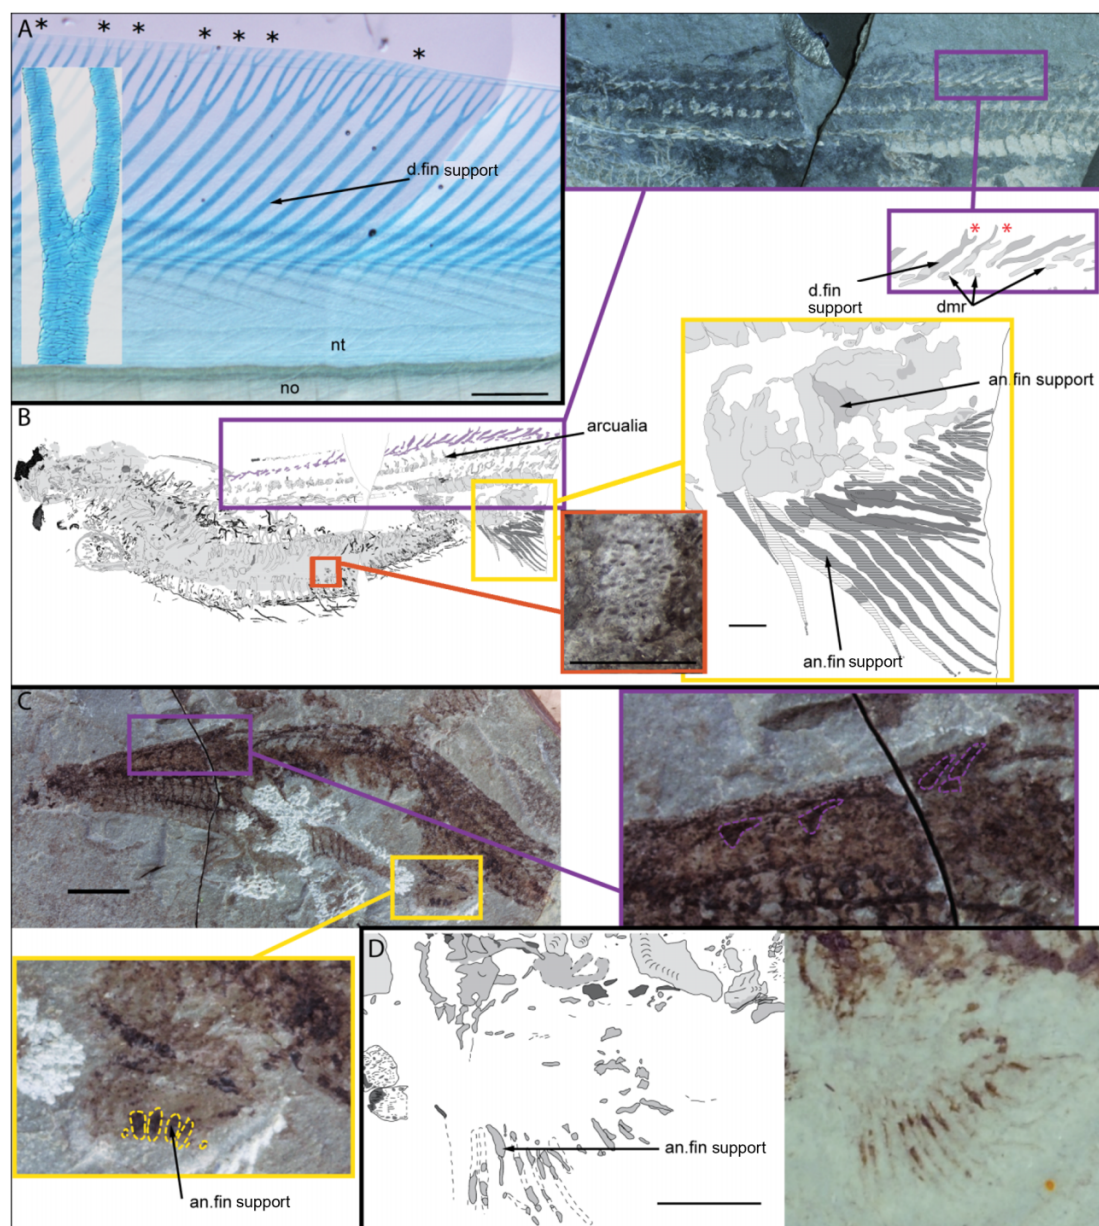 A
* * * * * * *
d.fin support
nt
no
* *
d.fin
support
dmr
an.fin support
B
arcualia
an.fin support
C
D
an.fin support
an.fin support